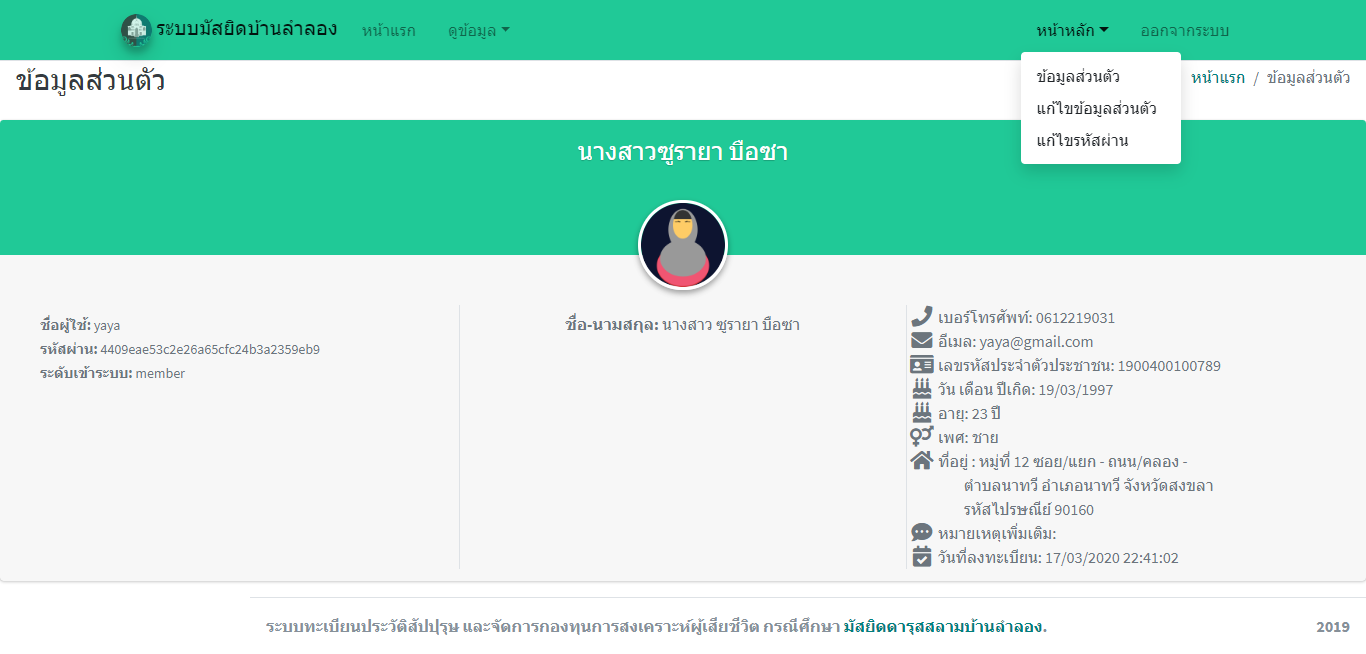 ระบบมัสยิดบ้านลำลอง
หน้าแรก
ดูข้อมูล
หน้าหลัก
ออกจากระบบ
ข้อมูลส่วนตัว
แก้ไขข้อมูลส่วนตัว
แก้ไขรหัสผ่าน
ข้อมูลส่วนตัว
หน้าแรก / ข้อมูลส่วนตัว
นางสาวซูรายา บือซา
ชื่อผู้ใช้: yaya
รหัสผ่าน: 4409eae53c2e26a65cfc24b3a2359eb9
ระดับเข้าระบบ: member
ชื่อ-นามสกุล: นางสาว ซูรายา บือซา
เบอร์โทรศัพท์: 0612219031
อีเมล: yaya@gmail.com
เลขรหัสประจำตัวประชาชน: 1900400100789
วัน เดือน ปีเกิด: 19/03/1997
อายุ: 23 ปี
เพศ: ชาย
ที่อยู่ : หมู่ที่ 12 ซอย/แยก - ถนน/คลอง -
ตำบลนาทวี อำเภอนาทวี จังหวัดสงขลา
รหัสไปรษณีย์ 90160
หมายเหตุเพิ่มเติม:
วันที่ลงทะเบียน: 17/03/2020 22:41:02
ระบบทะเบียนประวัติสัปปุรุษ และจัดการกองทุนการสงเคราะห์ผู้เสียชีวิต กรณีศึกษา มัสยิดดารุสสลามบ้านลำลอง.
2019